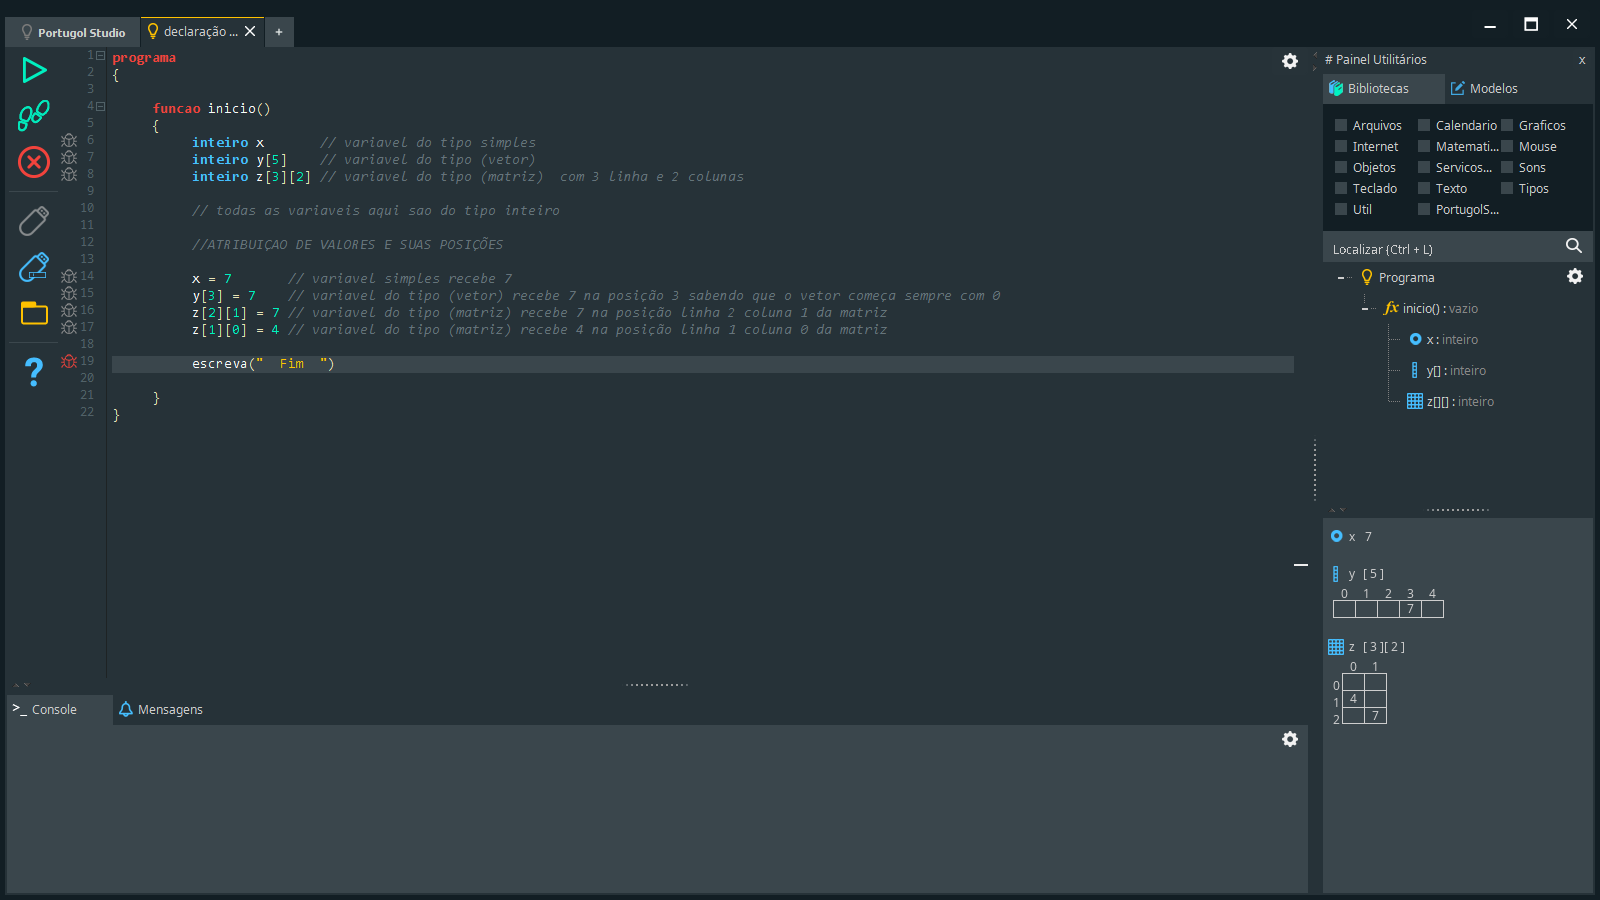 Portugol Studio
declaração ...
+
1 programa
2 {
3
4 funcao inicio()
5 {
6 inteiro x // variavel do tipo simples
7 inteiro y[5] // variavel do tipo (vetor)
8 inteiro z[3][2] // variavel do tipo (matriz)  com 3 linha e 2 colunas
9
10 // todas as variaveis aqui sao do tipo inteiro
11
12 //ATRIBUIÇAO DE VALORES E SUAS POSIÇÕES
13
14 x = 7 // variavel simples recebe 7
15 y[3] = 7 // variavel do tipo (vetor) recebe 7 na posição 3 sabendo que o vetor começa sempre com 0
16 z[2][1] = 7 // variavel do tipo (matriz) recebe 7 na posição linha 2 coluna 1 da matriz
17 z[1][0] = 4 // variavel do tipo (matriz) recebe 4 na posição linha 1 coluna 0 da matriz
18
19 escreva("  Fim  ")
20
21 }
22 }
>_ Console
Mensagens
# Painel Utilitários x
Bibliotecas Modelos
Arquivos Calendario Graficos
Internet Matemati... Mouse
Objetos Servicos... Sons
Teclado Texto Tipos
Util PortugolS...
Localizar (Ctrl + L)
Programa
fx inicio() : vazio
x : inteiro
y[] : inteiro
z[][] : inteiro
x 7
y [ 5 ]
0 1 2 3 4
7
z [ 3 ][ 2 ]
0 1
0
1 4
2 7